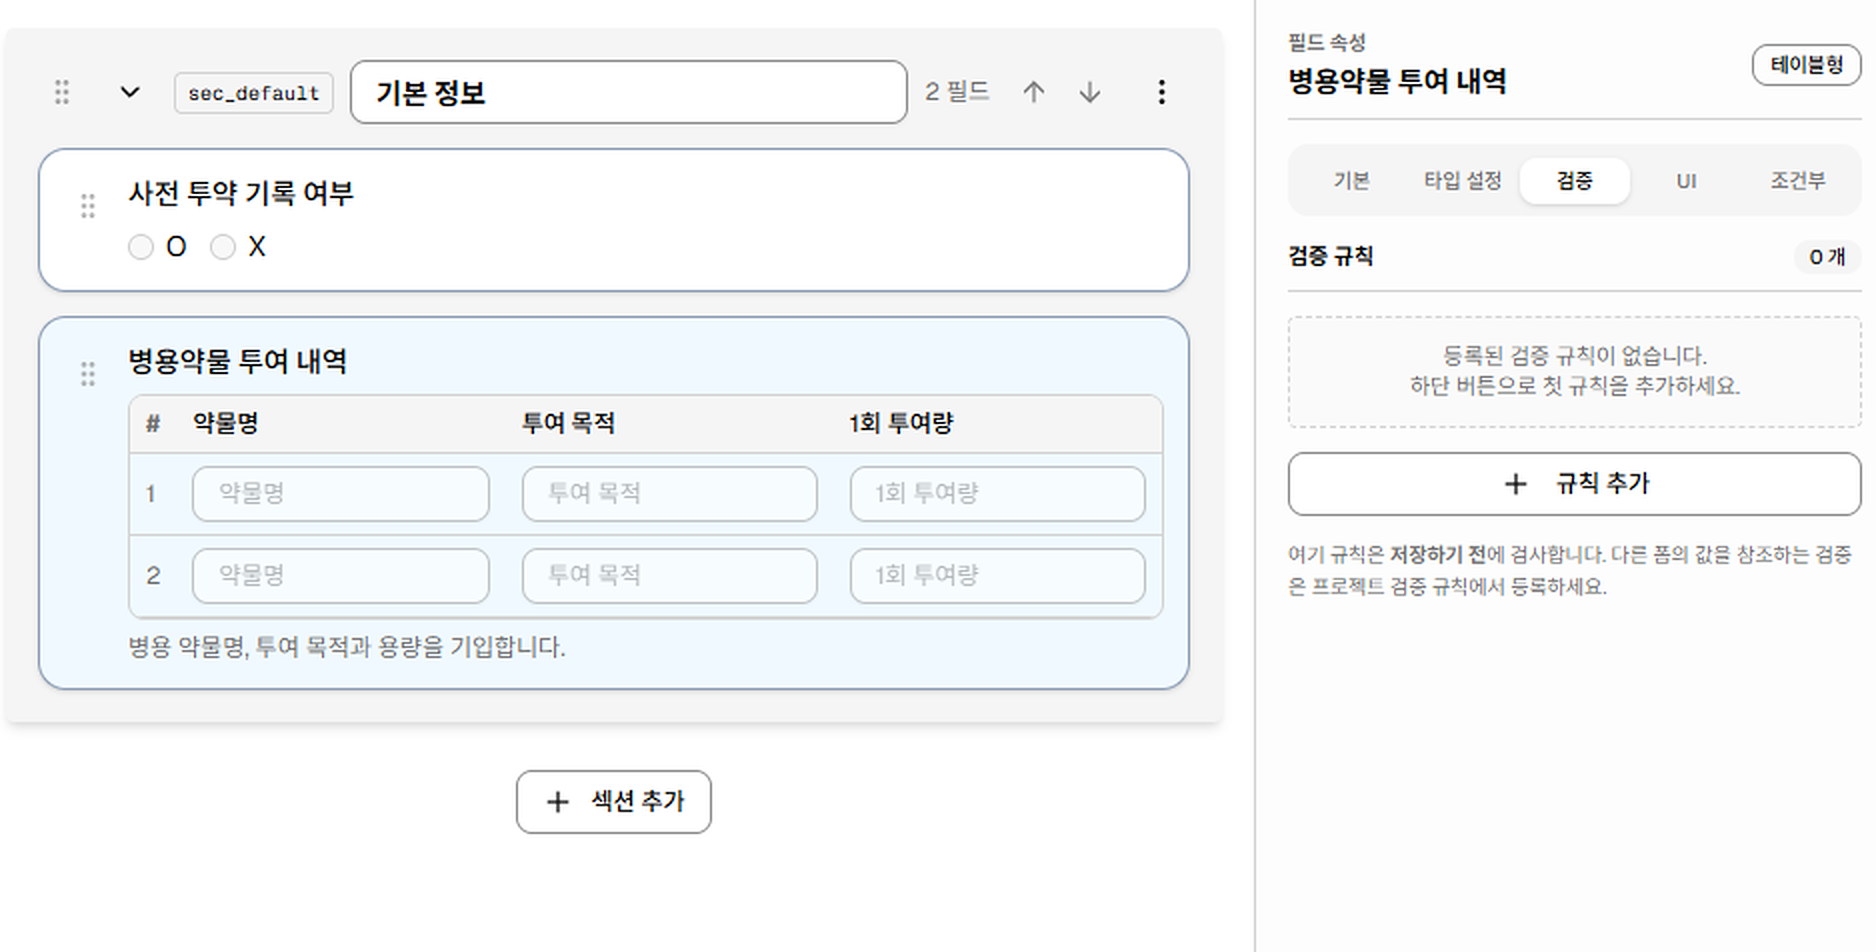 sec_default 기본 정보 2 필드
사전 투약 기록 여부
O X
병용약물 투여 내역
# 약물명 투여 목적 1회 투여량
1 약물명 투여 목적 1회 투여량
2 약물명 투여 목적 1회 투여량
병용 약물명, 투여 목적과 용량을 기입합니다.
+ 섹션 추가
필드 속성
병용약물 투여 내역 테이블형
기본 타입 설정 검증 UI 조건부
검증 규칙 0 개
등록된 검증 규칙이 없습니다.
하단 버튼으로 첫 규칙을 추가하세요.
+ 규칙 추가
여기 규칙은 저장하기 전에 검사합니다. 다른 폼의 값을 참조하는 검증
은 프로젝트 검증 규칙에서 등록하세요.